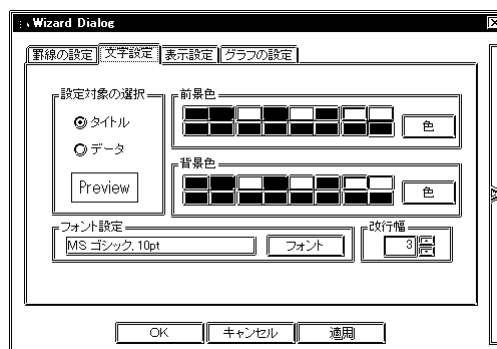 Wizard Dialog
罫線の設定 文字設定 表示設定 グラフの設定
設定対象の選択
タイトル
データ
Preview
前景色
色
背景色
色
フォント設定
MS ゴシック, 10pt
フォント
改行幅
3
OK キャンセル 適用